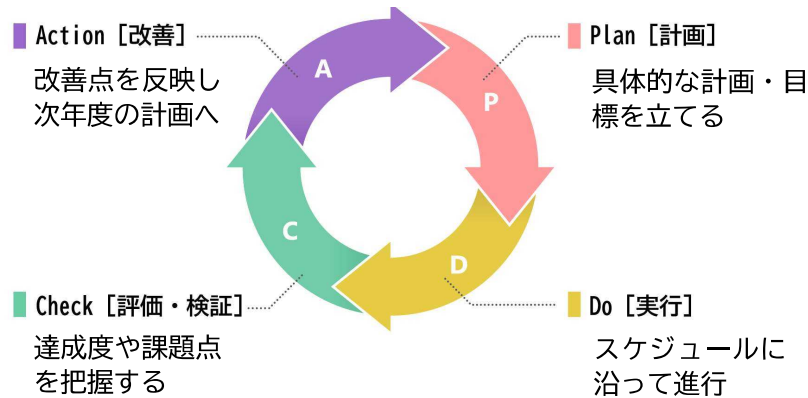 Action [改善]
改善点を反映し
次年度の計画へ
A
Plan [計画]
具体的な計画・目
標を立てる
P
C
D
Check [評価・検証]
達成度や課題点
を把握する
Do [実行]
スケジュールに
沿って進行